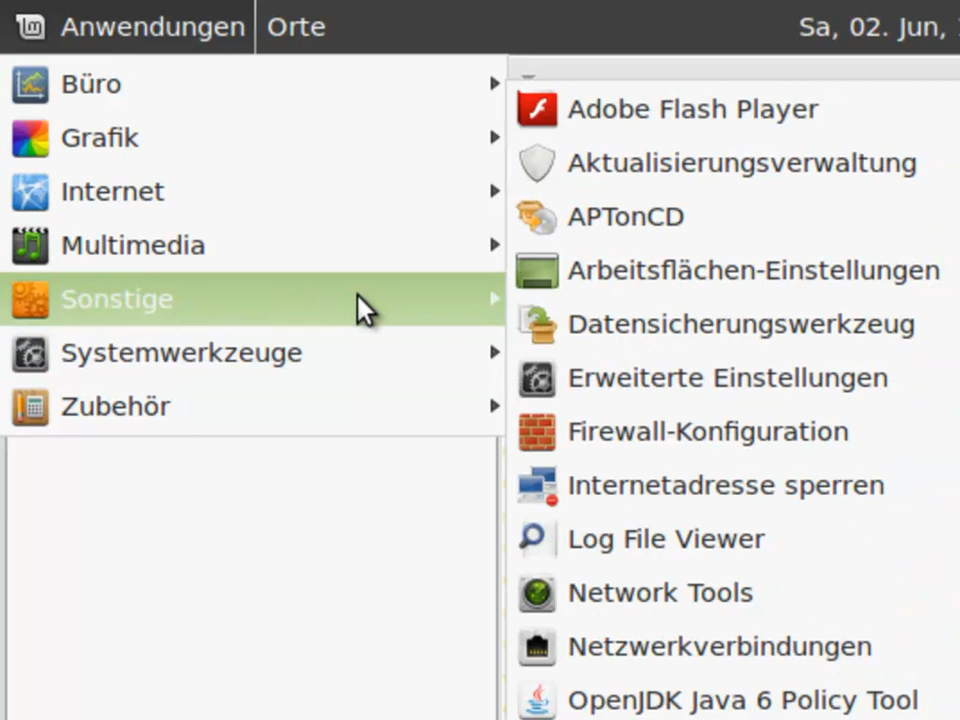 Anwendungen
Orte
Sa, 02. Jun,
Büro
Grafik
Internet
Multimedia
Sonstige
Systemwerkzeuge
Zubehör
Adobe Flash Player
Aktualisierungsverwaltung
APTonCD
Arbeitsflächen-Einstellungen
Datensicherungswerkzeug
Erweiterte Einstellungen
Firewall-Konfiguration
Internetadresse sperren
Log File Viewer
Network Tools
Netzwerkverbindungen
OpenJDK Java 6 Policy Tool